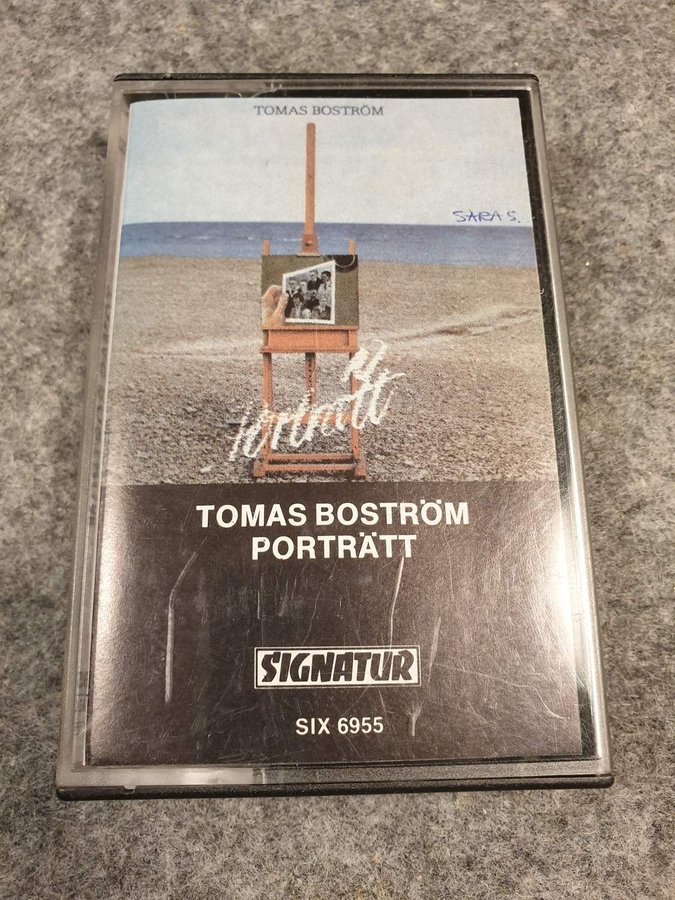 TOMAS BOSTRÖM
SARA S.
Porträtt
TOMAS BOSTRÖM
PORTRÄTT
SIGNATUR
SIX 6955